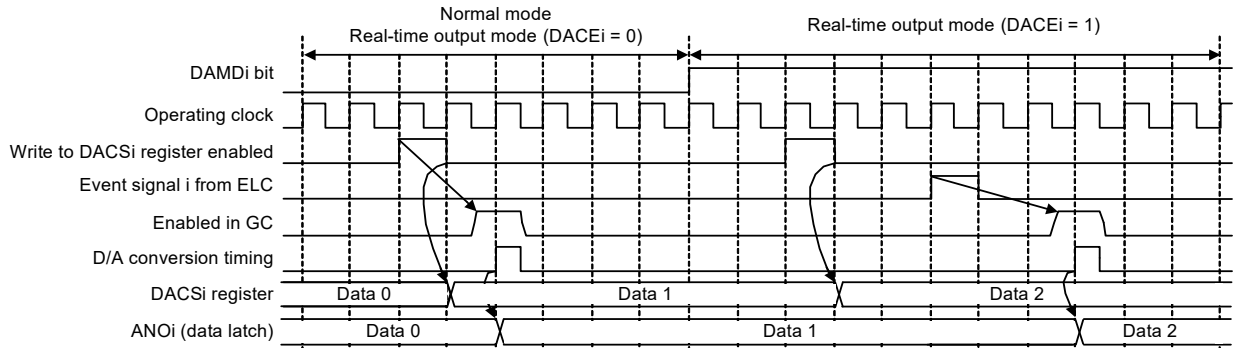 Normal mode
Real-time output mode (DACEi = 0)
Real-time output mode (DACEi = 1)
DAMDi bit
Operating clock
Write to DACSi register enabled
Event signal i from ELC
Enabled in GC
D/A conversion timing
DACSi register Data 0 Data 1 Data 2
ANOi (data latch) Data 0 Data 1 Data 2